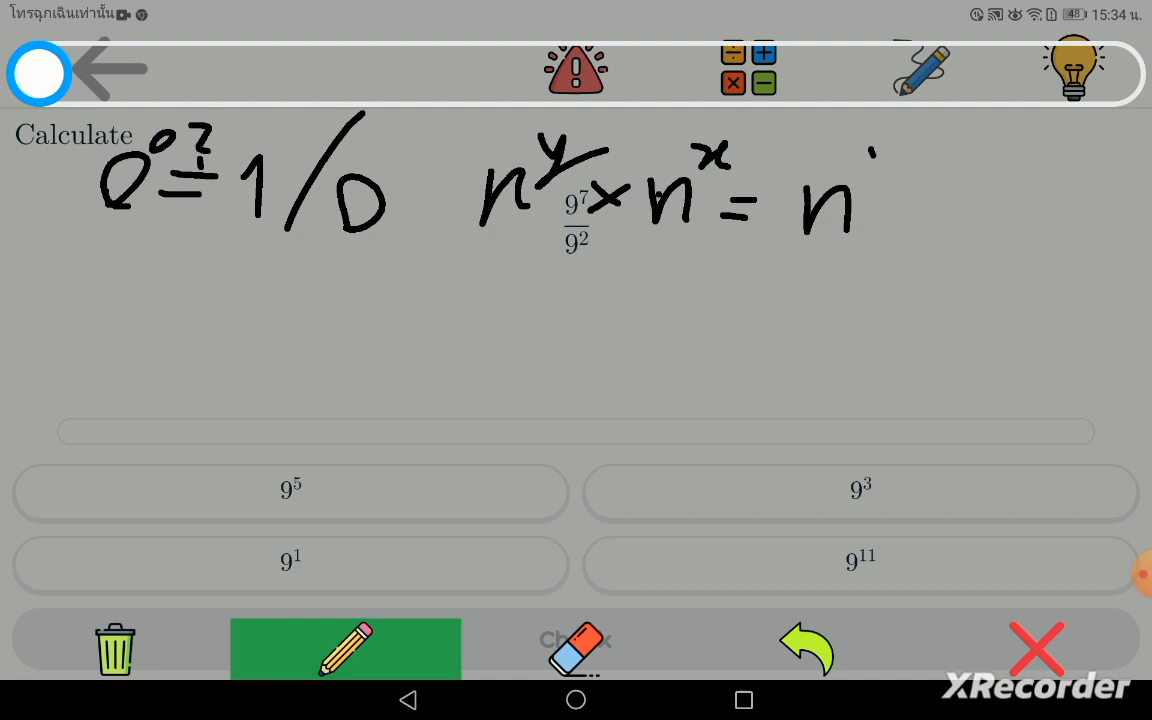 โทรฉุกเฉินเท่านั้น 48 15:34 น.
Calculate
0⁰ ≟ 1/0 nʸ × nˣ = n
9⁷
9²
9⁵ 9³
9¹ 9¹¹
XRecorder